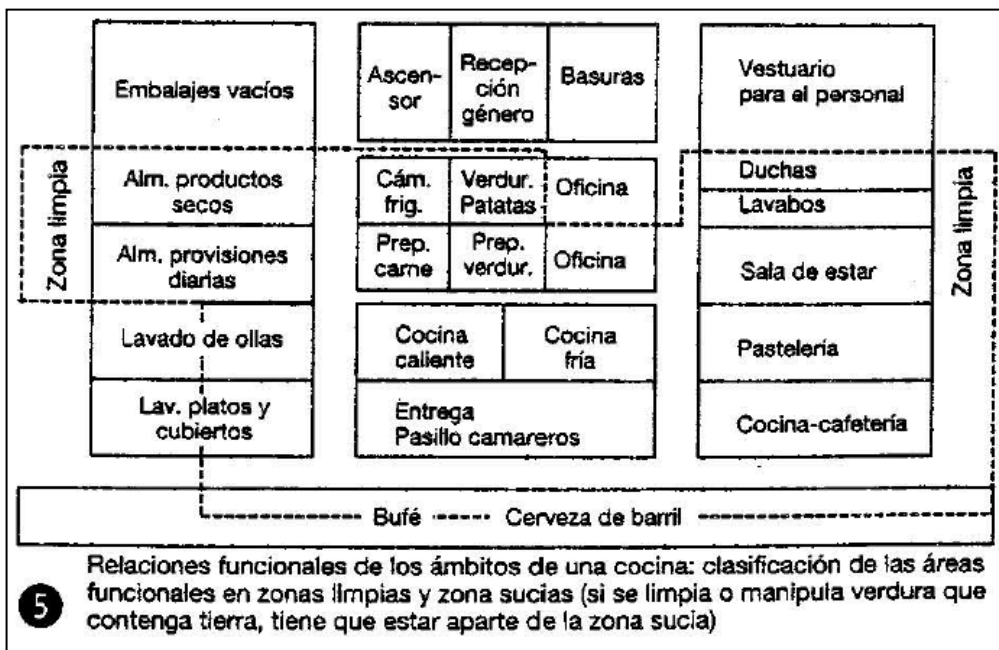 Embalajes vacíos
Ascen-
sor
Recep-
ción
género
Basuras
Vestuario
para el personal
Zona limpia
Alm. productos
secos
Cám.
frig.
Verdur.
Patatas
Oficina
Duchas
Lavabos
Zona limpia
Alm. provisiones
diarias
Prep.
carne
Prep.
verdur.
Oficina
Sala de estar
Lavado de ollas
Cocina
caliente
Cocina
fría
Pastelería
Lav. platos y
cubiertos
Entrega
Pasillo camareros
Cocina-cafetería
Bufé
Cerveza de barril
5
Relaciones funcionales de los ámbitos de una cocina: clasificación de las áreas
funcionales en zonas limpias y zona sucias (si se limpia o manipula verdura que
contenga tierra, tiene que estar aparte de la zona sucia)